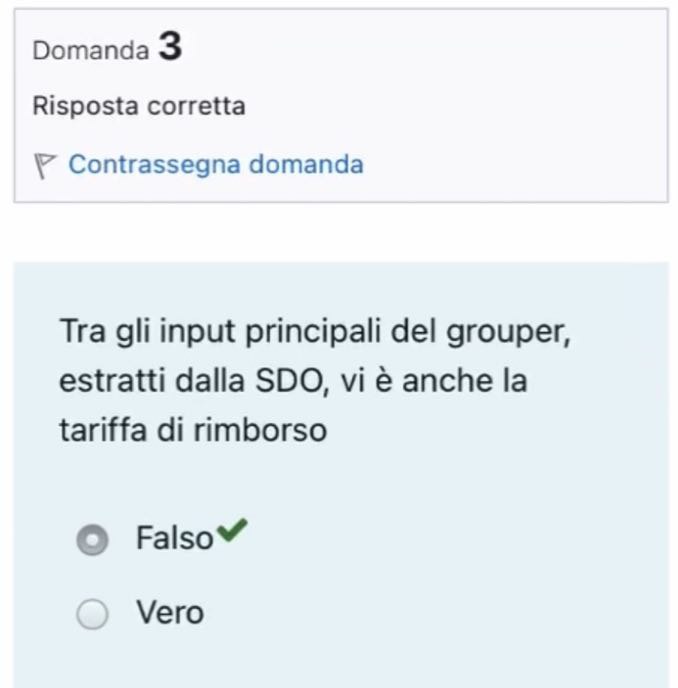 Domanda 3
Risposta corretta
Contrassegna domanda
Tra gli input principali del grouper,
estratti dalla SDO, vi è anche la
tariffa di rimborso
Falso
Vero